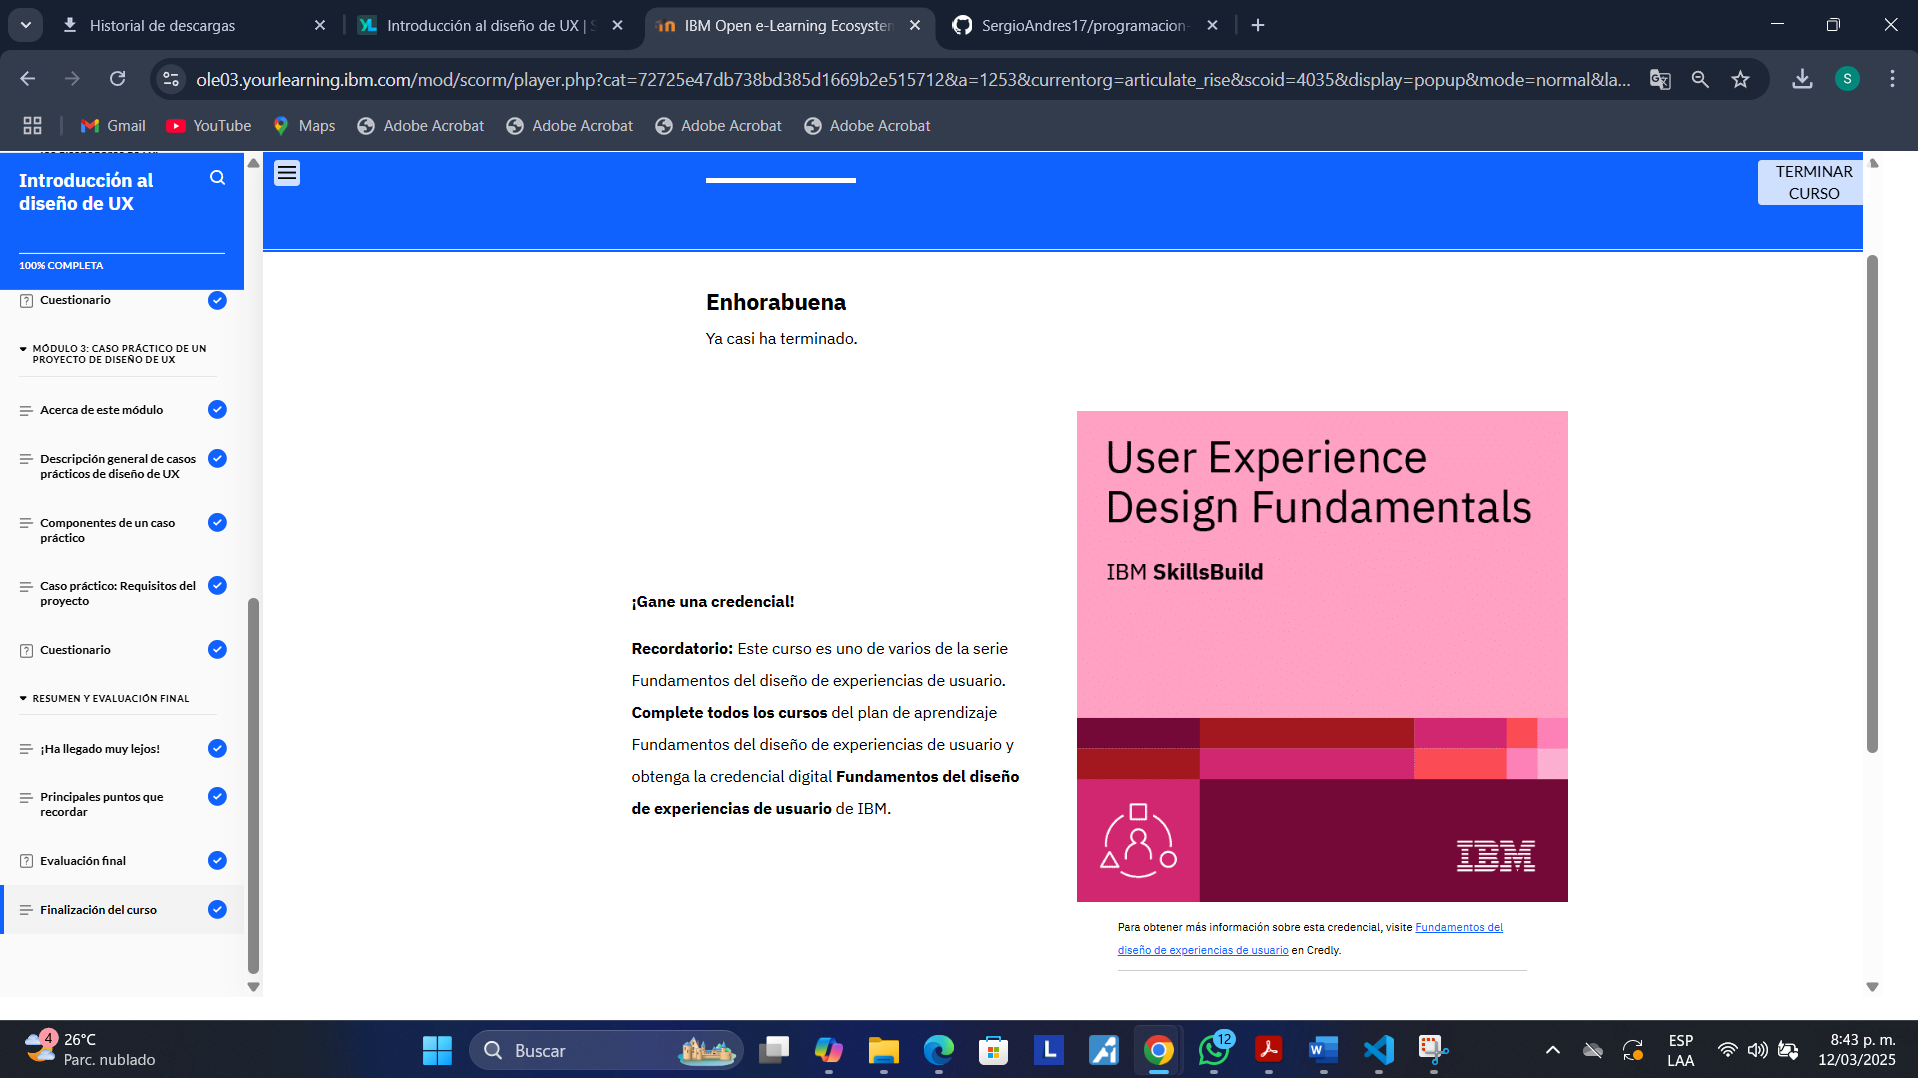 Historial de descargas
Introducción al diseño de UX | S
IBM Open e-Learning Ecosystem
SergioAndres17/programacion-
ole03.yourlearning.ibm.com/mod/scorm/player.php?cat=72725e47db738bd385d1669b2e515712&a=1253&currentorg=articulate_rise&scoid=4035&display=popup&mode=normal&la...
S
Gmail
YouTube
Maps
Adobe Acrobat
Adobe Acrobat
Adobe Acrobat
Adobe Acrobat
Introducción al
diseño de UX
100% COMPLETA
Cuestionario
MÓDULO 3: CASO PRÁCTICO DE UN
PROYECTO DE DISEÑO DE UX
Acerca de este módulo
Descripción general de casos
prácticos de diseño de UX
Componentes de un caso
práctico
Caso práctico: Requisitos del
proyecto
Cuestionario
RESUMEN Y EVALUACIÓN FINAL
¡Ha llegado muy lejos!
Principales puntos que
recordar
Evaluación final
Finalización del curso
TERMINAR
CURSO
Enhorabuena
Ya casi ha terminado.
¡Gane una credencial!
Recordatorio: Este curso es uno de varios de la serie
Fundamentos del diseño de experiencias de usuario.
Complete todos los cursos del plan de aprendizaje
Fundamentos del diseño de experiencias de usuario y
obtenga la credencial digital Fundamentos del diseño
de experiencias de usuario de IBM.
User Experience
Design Fundamentals
IBM SkillsBuild
IBM
Para obtener más información sobre esta credencial, visite Fundamentos del
diseño de experiencias de usuario en Credly.
4
26°C
Parc. nublado
Buscar
L
12
W
ESP
LAA
8:43 p. m.
12/03/2025